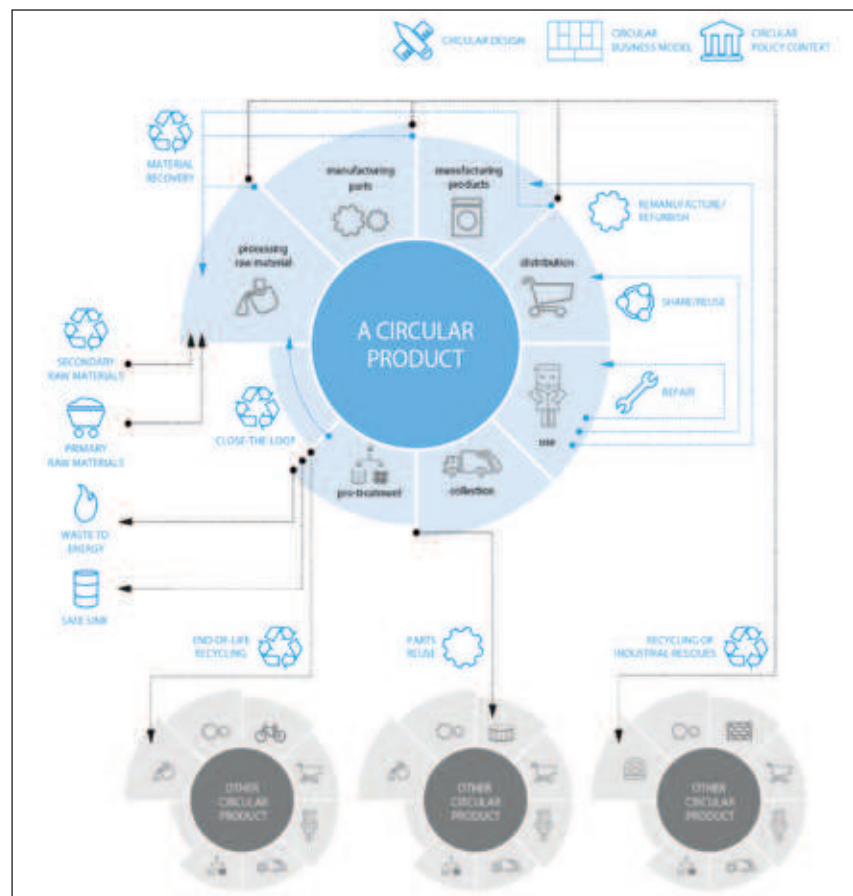 CIRCULAR DESIGN
CIRCULAR
BUSINESS MODEL
CIRCULAR
POLICY CONTEXT
MATERIAL
RECOVERY
manufacturing
parts
manufacturing
products
REMANUFACTURE/
REFURBISH
processing
raw material
distribution
SHARE/REUSE
A CIRCULAR
PRODUCT
SECONDARY
RAW MATERIALS
REPAIR
use
CLOSE-THE-LOOP
PRIMARY
RAW MATERIALS
pre-treatment
collection
WASTE TO
ENERGY
SAFE SINK
END-OF-LIFE
RECYCLING
PARTS
REUSE
RECYCLING OF
INDUSTRIAL RESIDUES
OTHER
CIRCULAR
PRODUCT
OTHER
CIRCULAR
PRODUCT
OTHER
CIRCULAR
PRODUCT